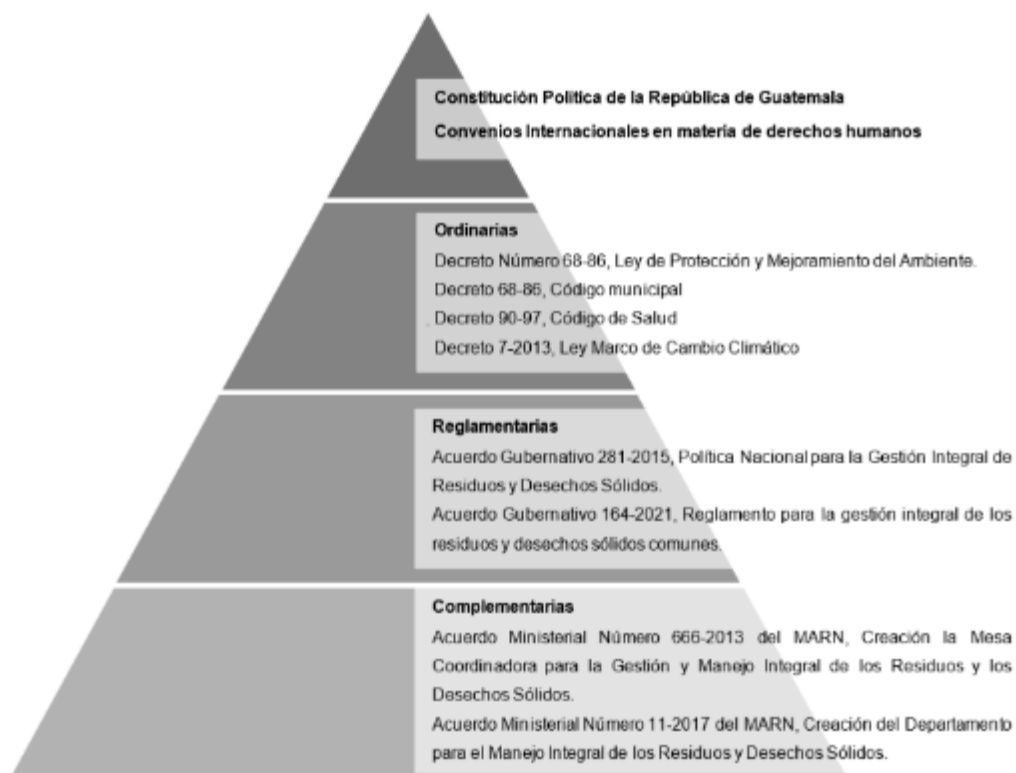 Constitución Política de la República de Guatemala
Convenios Internacionales en materia de derechos humanos
Ordinarias
Decreto Número 68-86, Ley de Protección y Mejoramiento del Ambiente.
Decreto 68-86, Código municipal
Decreto 90-97, Código de Salud
Decreto 7-2013, Ley Marco de Cambio Climático
Reglamentarias
Acuerdo Gubernativo 281-2015, Política Nacional para la Gestión Integral de
Residuos y Desechos Sólidos.
Acuerdo Gubernativo 164-2021, Reglamento para la gestión integral de los
residuos y desechos sólidos comunes.
Complementarias
Acuerdo Ministerial Número 666-2013 del MARN, Creación la Mesa
Coordinadora para la Gestión y Manejo Integral de los Residuos y los
Desechos Sólidos.
Acuerdo Ministerial Número 11-2017 del MARN, Creación del Departamento
para el Manejo Integral de los Residuos y Desechos Sólidos.